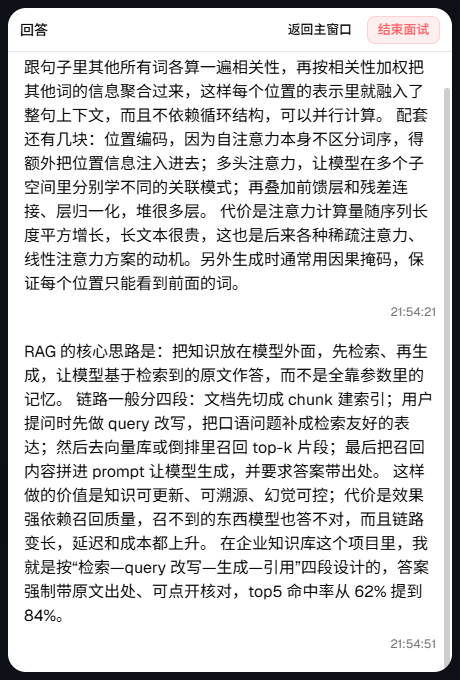 回答
返回主窗口
结束面试
跟句子里其他所有词各算一遍相关性，再按相关性加权把
其他词的信息聚合过来，这样每个位置的表示里就融入了
整句上下文，而且不依赖循环结构，可以并行计算。 配套
还有几块：位置编码，因为自注意力本身不区分词序，得
额外把位置信息注入进去；多头注意力，让模型在多个子
空间里分别学不同的关联模式；再叠加前馈层和残差连
接、层归一化，堆很多层。 代价是注意力计算量随序列长
度平方增长，长文本很贵，这也是后来各种稀疏注意力、
线性注意力方案的动机。另外生成时通常用因果掩码，保
证每个位置只能看到前面的词。
21:54:21
RAG 的核心思路是：把知识放在模型外面，先检索、再生
成，让模型基于检索到的原文作答，而不是全靠参数里的
记忆。 链路一般分四段：文档先切成 chunk 建索引；用户
提问时先做 query 改写，把口语问题补成检索友好的表
达；然后去向量库或倒排里召回 top-k 片段；最后把召回
内容拼进 prompt 让模型生成，并要求答案带出处。 这样
做的价值是知识可更新、可溯源、幻觉可控；代价是效果
强依赖召回质量，召不到的东西模型也答不对，而且链路
变长，延迟和成本都上升。 在企业知识库这个项目里，我
就是按“检索—query 改写—生成—引用”四段设计的，答案
强制带原文出处、可点开核对，top5 命中率从 62% 提到
84%。
21:54:51